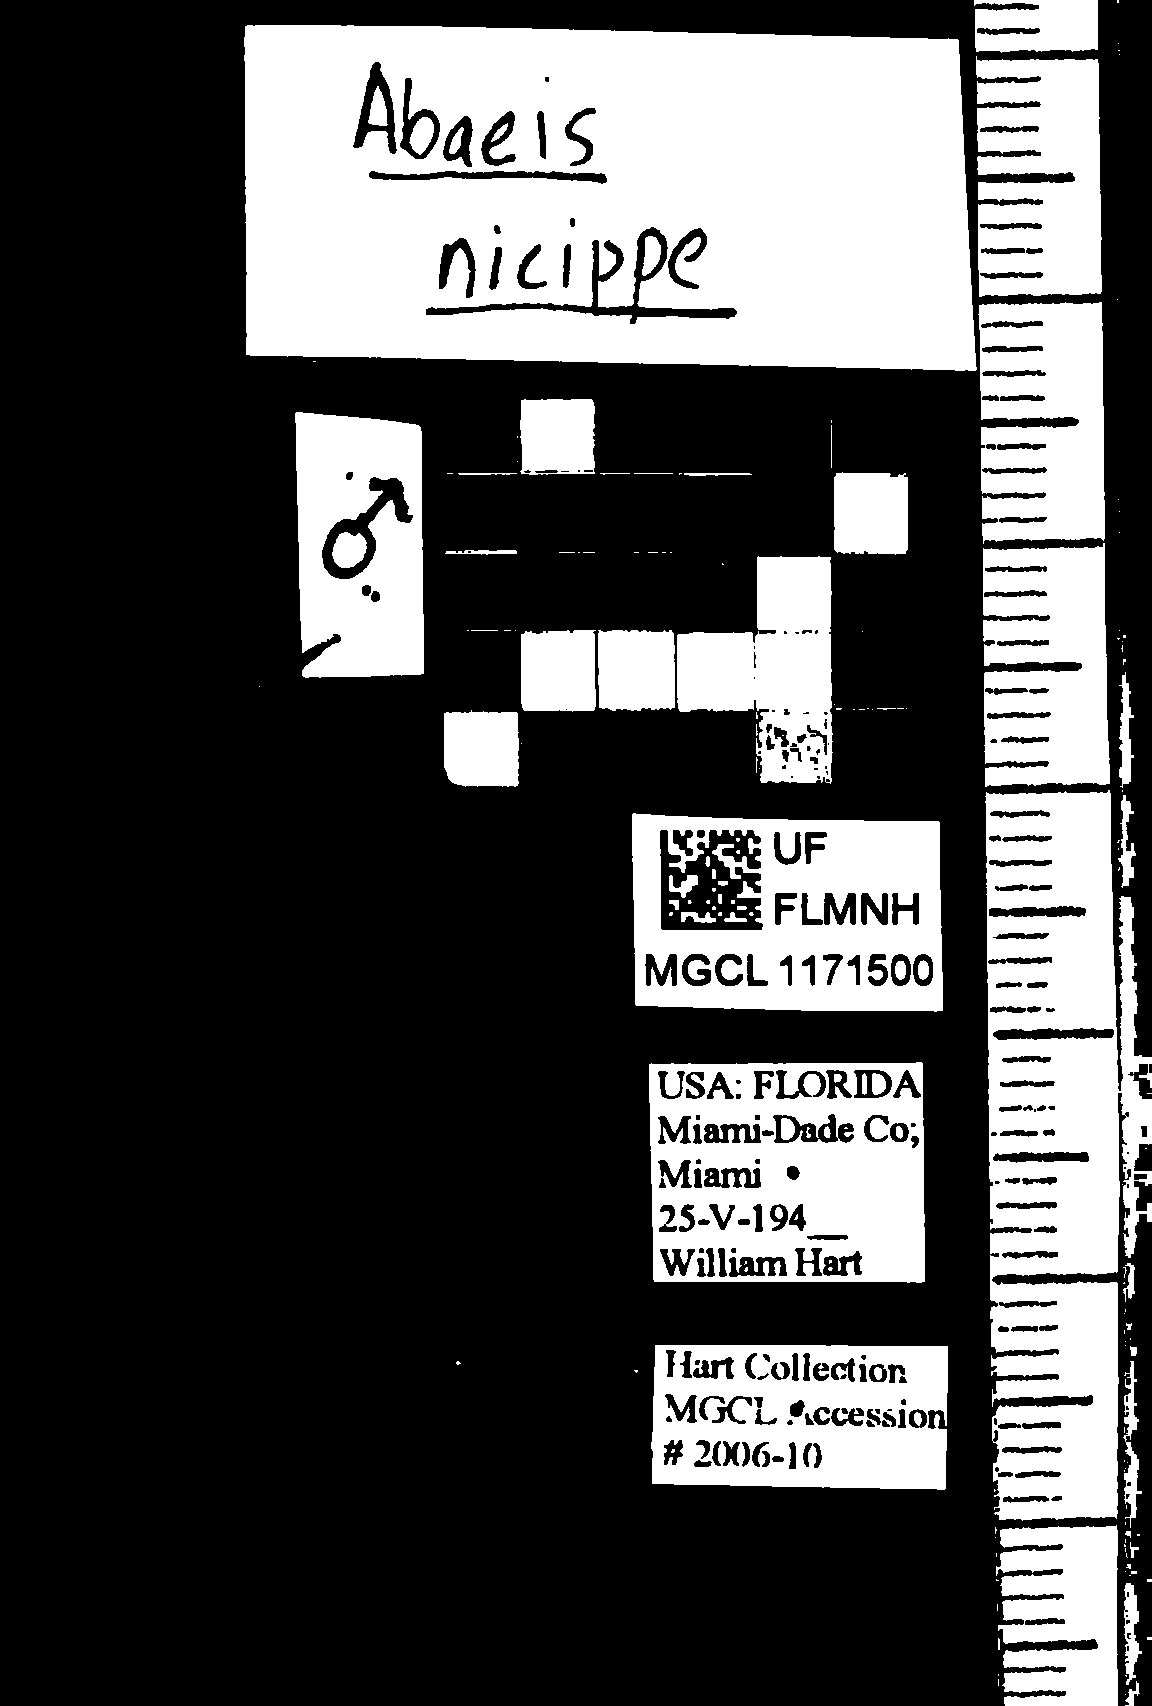 Abaeis
nicippe
♂
UF
FLMNH
MGCL 1171500
USA: FLORIDA
Miami-Dade Co;
Miami
25-V-194__
William Hart
Hart Collection
MGCL Accession
# 2006-10